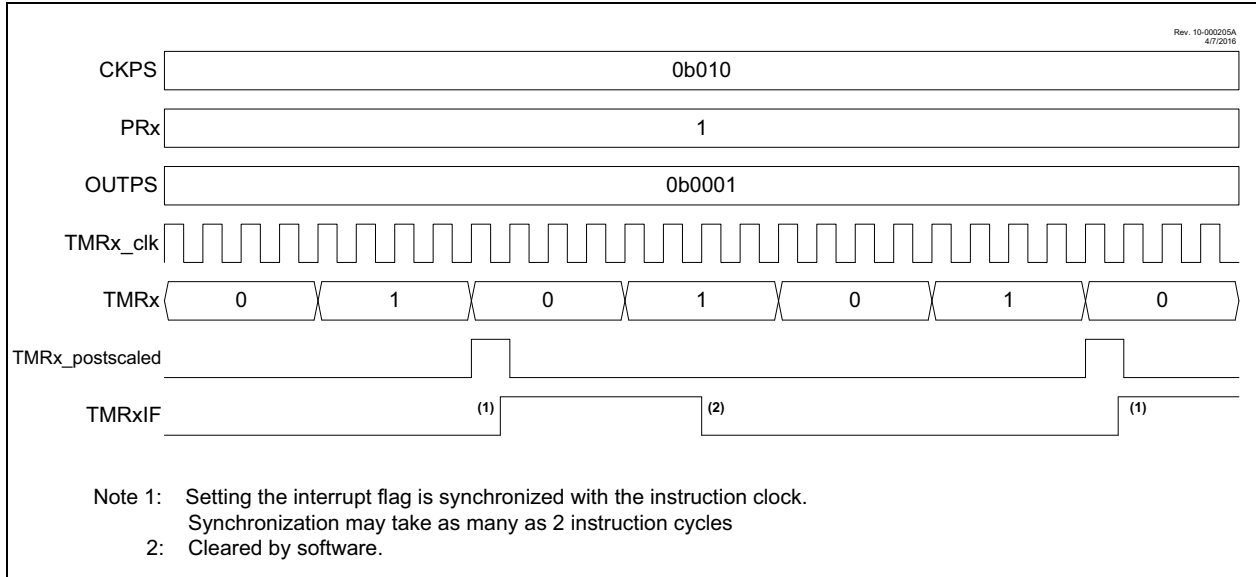 Rev. 10-000205A
4/7/2016
CKPS 0b010
PRx 1
OUTPS 0b0001
TMRx_clk
TMRx 0 1 0 1 0 1 0
TMRx_postscaled
TMRxIF (1) (2) (1)
Note 1: Setting the interrupt flag is synchronized with the instruction clock.
Synchronization may take as many as 2 instruction cycles
2: Cleared by software.